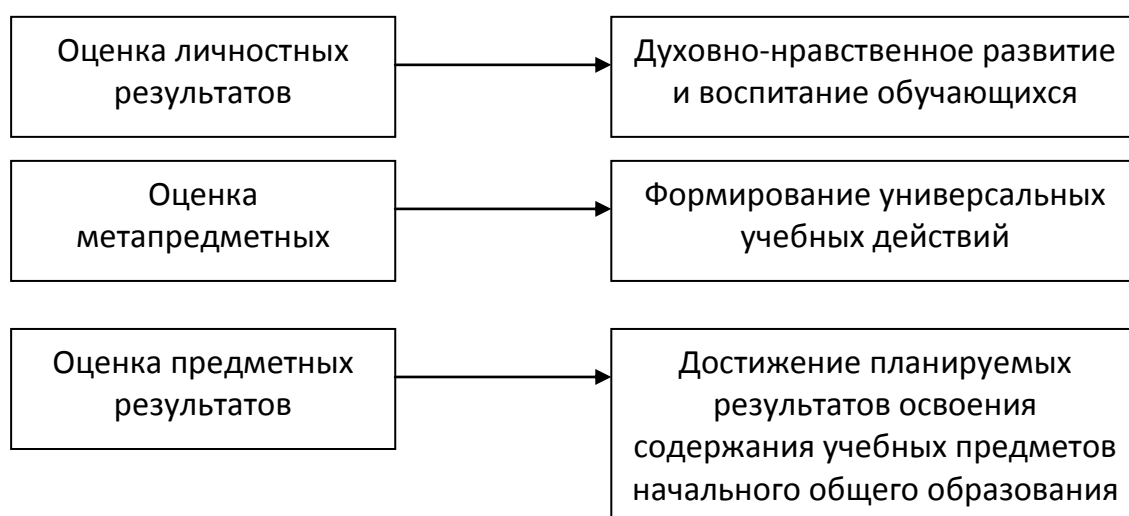 Оценка личностных
результатов
Духовно-нравственное развитие
и воспитание обучающихся
Оценка
метапредметных
Формирование универсальных
учебных действий
Оценка предметных
результатов
Достижение планируемых
результатов освоения
содержания учебных предметов
начального общего образования